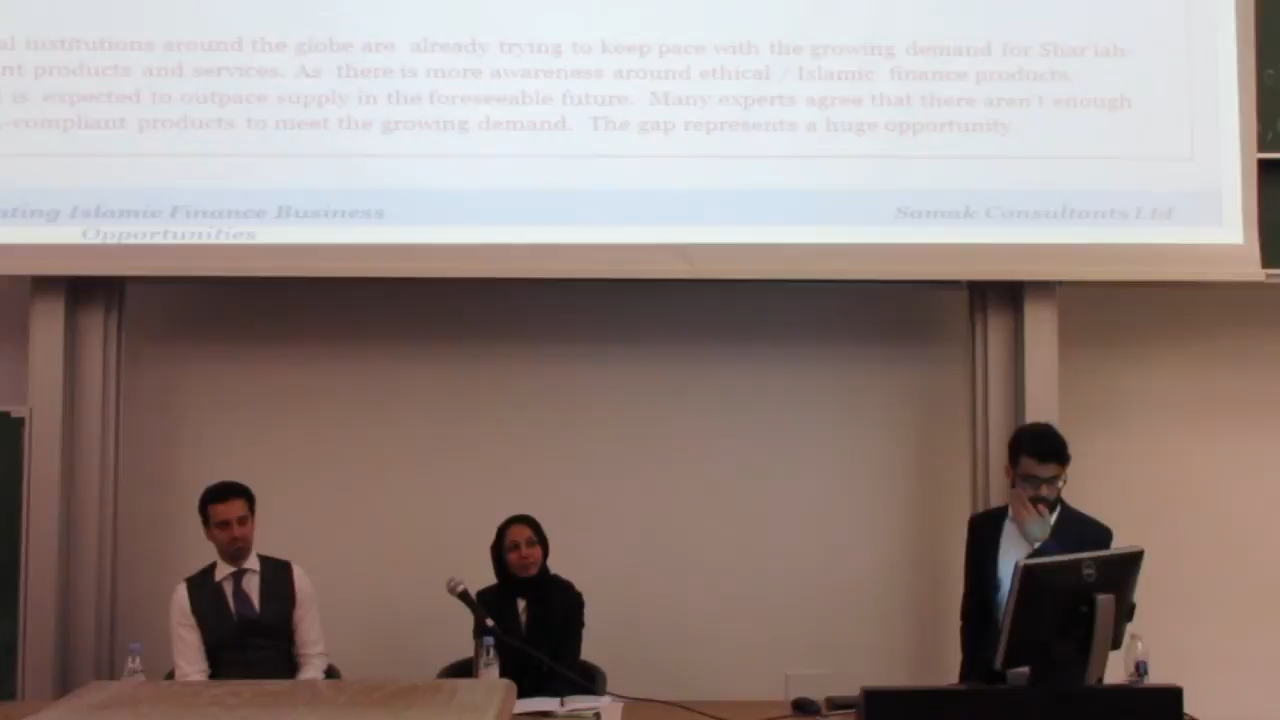 al institutions around the globe are already trying to keep pace with the growing demand for Shar'iah-
nt products and services. As there is more awareness around ethical / Islamic finance products,
is expected to outpace supply in the foreseeable future. Many experts agree that there aren't enough
-compliant products to meet the growing demand. The gap represents a huge opportunity.
ating Islamic Finance Business
Opportunities
Samak Consultants Ltd